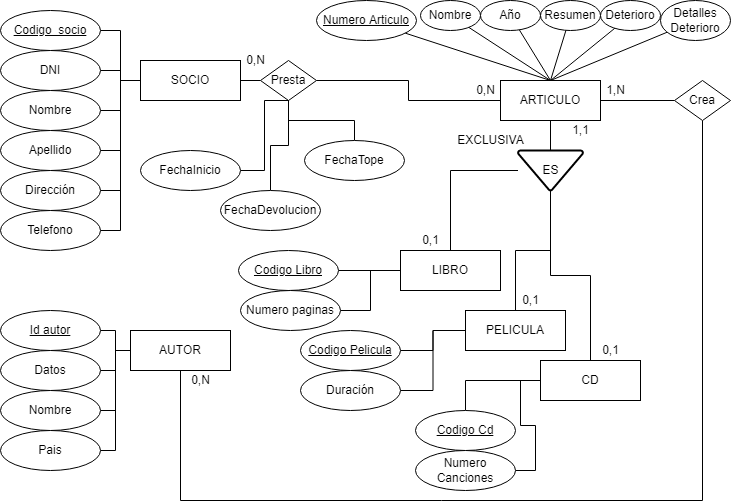 Numero Articulo
Nombre
Año
Resumen
Deterioro
Detalles
Deterioro
Codigo_socio
DNI
Nombre
Apellido
Dirección
Telefono
SOCIO
0,N
Presta
0,N
ARTICULO
1,N
Crea
1,1
EXCLUSIVA
ES
FechaInicio
FechaTope
FechaDevolucion
0,1
LIBRO
Codigo Libro
Numero paginas
0,1
PELICULA
Codigo Pelicula
Duración
0,1
CD
Codigo Cd
Numero
Canciones
Id autor
Datos
Nombre
Pais
AUTOR
0,N